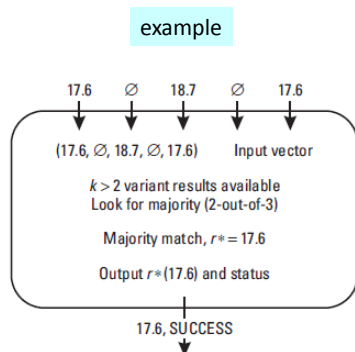 example
17.6 ∅ 18.7 ∅ 17.6
(17.6, ∅, 18.7, ∅, 17.6) Input vector
k > 2 variant results available
Look for majority (2-out-of-3)
Majority match, r* = 17.6
Output r* (17.6) and status
17.6, SUCCESS